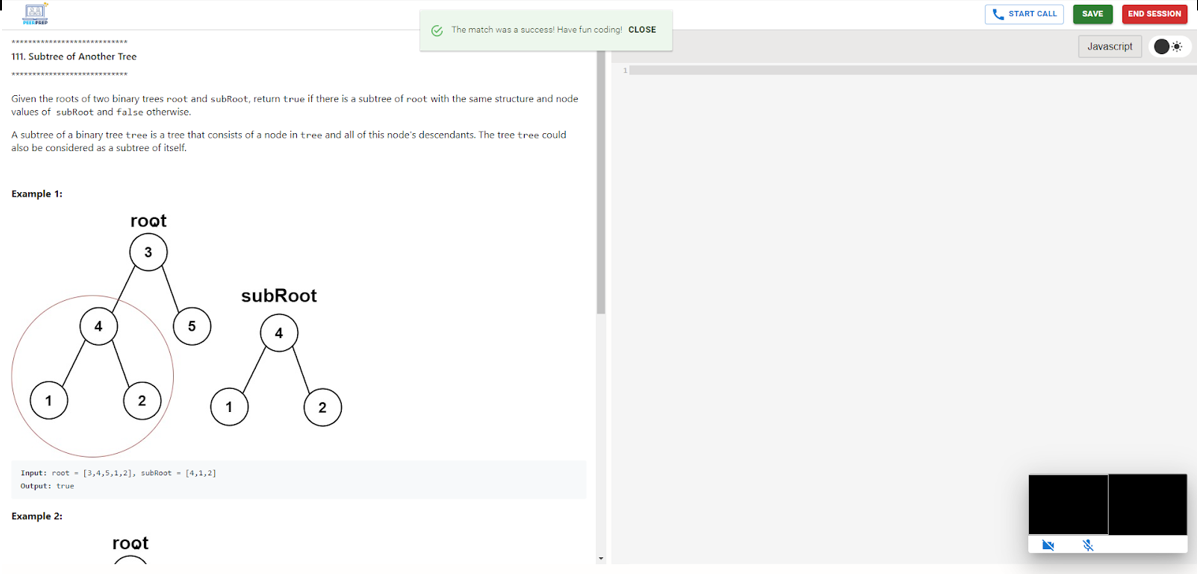 PEERPREP
START CALL
SAVE
END SESSION
The match was a success! Have fun coding! CLOSE
Javascript
****************************
111. Subtree of Another Tree
****************************
1
Given the roots of two binary trees root and subRoot, return true if there is a subtree of root with the same structure and node
values of subRoot and false otherwise.
A subtree of a binary tree tree is a tree that consists of a node in tree and all of this node's descendants. The tree tree could
also be considered as a subtree of itself.
Example 1:
root
3
subRoot
4
5
4
1
2
1
2
Input: root = [3,4,5,1,2], subRoot = [4,1,2]
Output: true
Example 2:
root